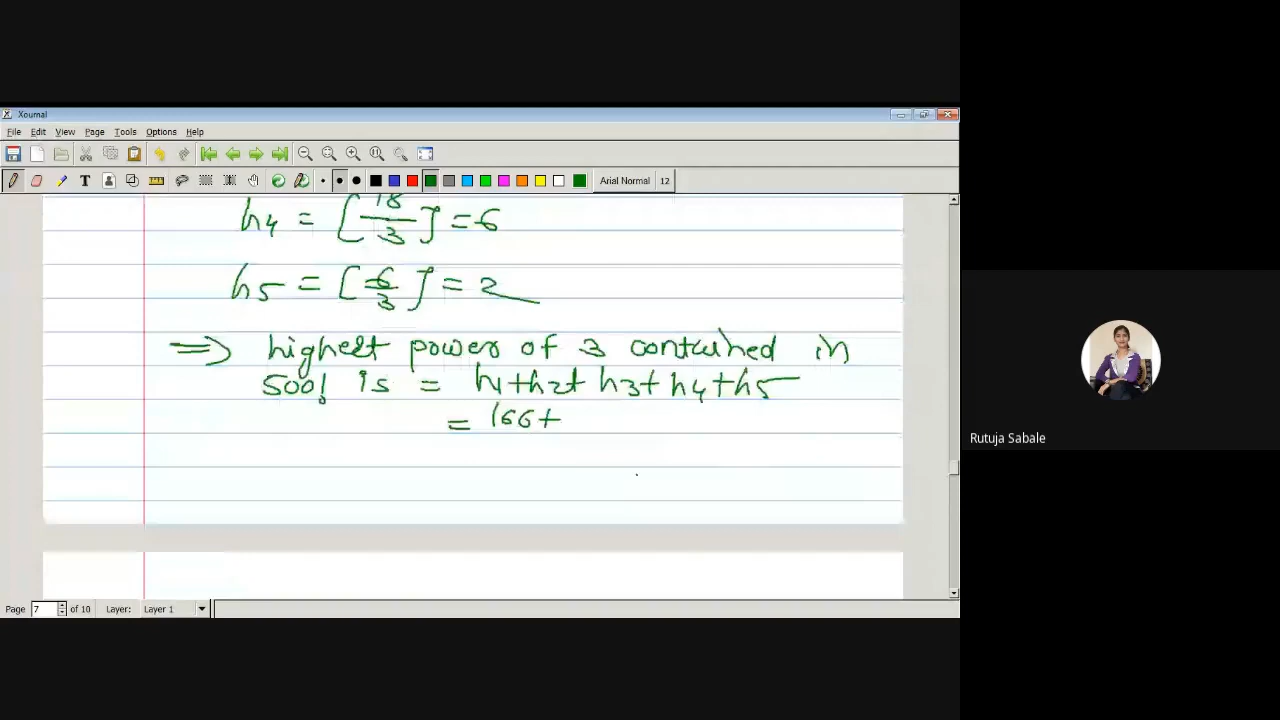 Xournal
File Edit View Page Tools Options Help
Arial Normal 12
h4 = [18/3] = 6
h5 = [6/3] = 2
⇒ highest power of 3 contained in
500! is = h1+h2+ h3+ h4+h5
= 166+
Rutuja Sabale
Page 7 of 10 Layer: Layer 1